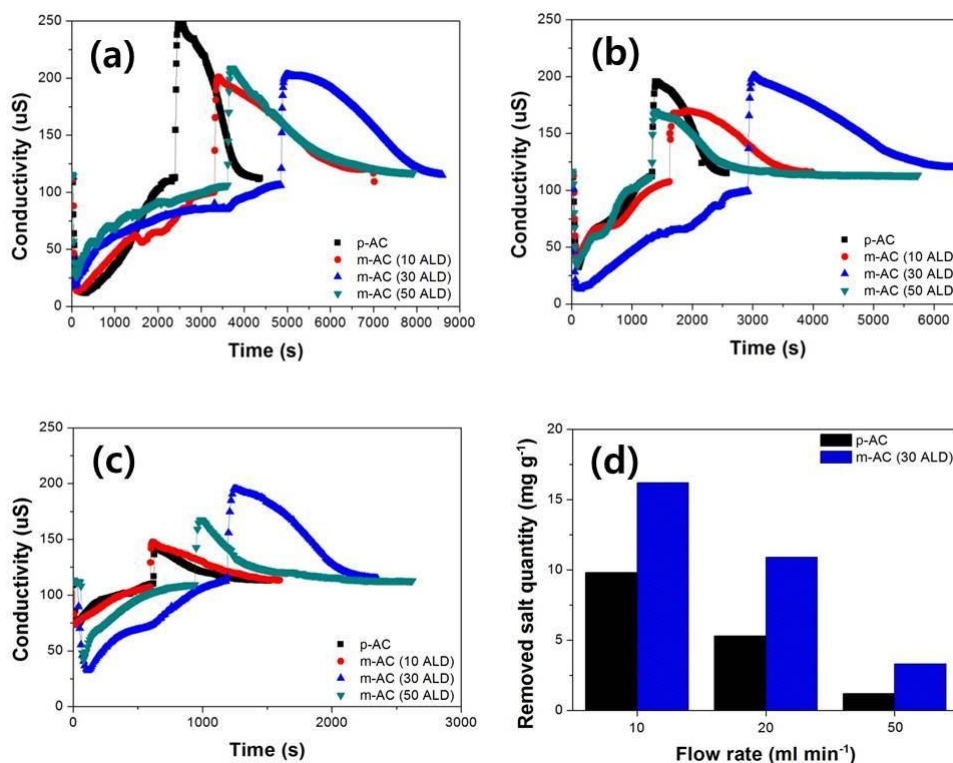 (a)
250
200
150
100
50
0
Conductivity (uS)
p-AC
m-AC (10 ALD)
m-AC (30 ALD)
m-AC (50 ALD)
0 1000 2000 3000 4000 5000 6000 7000 8000 9000
Time (s)
(b)
250
200
150
100
50
0
Conductivity (uS)
p-AC
m-AC (10 ALD)
m-AC (30 ALD)
m-AC (50 ALD)
0 1000 2000 3000 4000 5000 6000
Time (s)
(c)
250
200
150
100
50
0
Conductivity (uS)
p-AC
m-AC (10 ALD)
m-AC (30 ALD)
m-AC (50 ALD)
0 1000 2000 3000
Time (s)
(d)
20
15
10
5
0
Removed salt quantity (mg g⁻¹)
p-AC
m-AC (30 ALD)
10 20 50
Flow rate (ml min⁻¹)